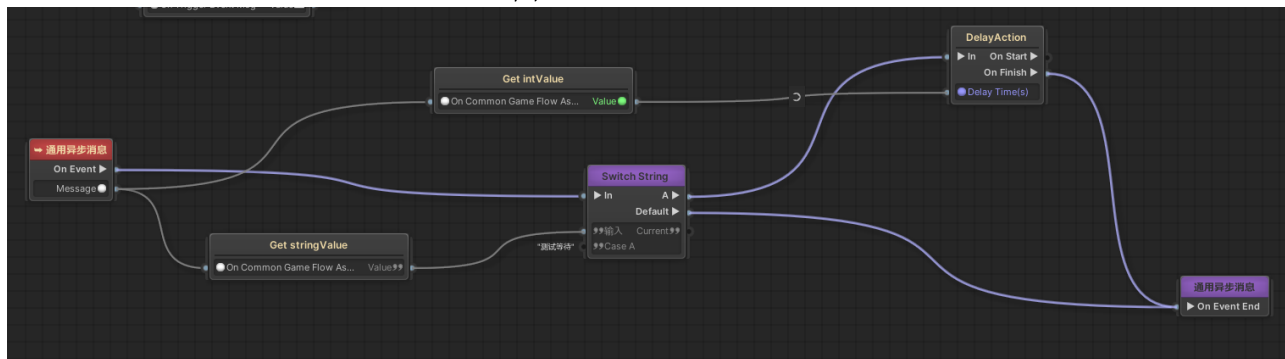 DelayAction
In On Start
On Finish
Delay Time(s)
Get intValue
On Common Game Flow As... Value
通用异步消息
On Event
Message
Switch String
In A
Default
输入 Current
"测试等待" Case A
Get stringValue
On Common Game Flow As... Value
通用异步消息
On Event End